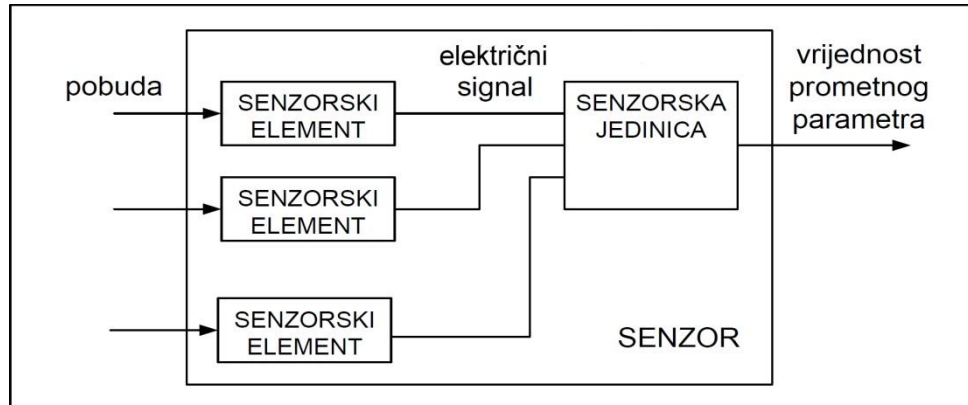 pobuda
SENZORSKI
ELEMENT
električni
signal
SENZORSKA
JEDINICA
vrijednost
prometnog
parametra
SENZORSKI
ELEMENT
SENZORSKI
ELEMENT
SENZOR